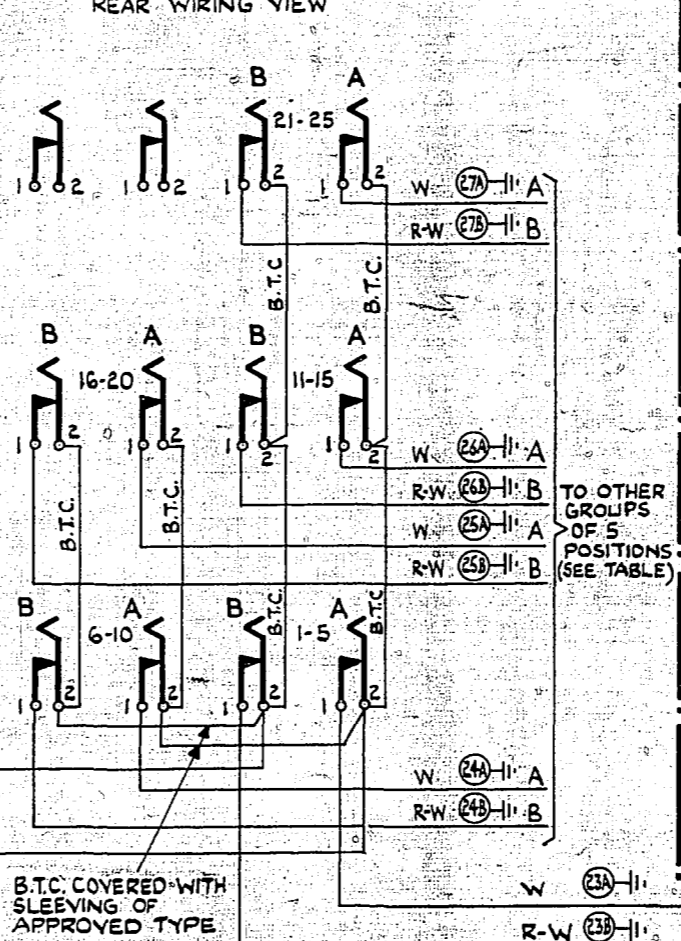 REAR WIRING VIEW
B A
21-25
1 2 1 2 1 2 1 2
W 27A A
R-W 27B B
B.T.C. B.T.C.
B A B A
16-20 11-15
1 2 1 2 1 2 1 2
W 26A A
R-W 26B B
W 25A A
R-W 25B B
TO OTHER
GROUPS
OF 5
POSITIONS
(SEE TABLE)
B.T.C. B.T.C.
B.T.C. B.T.C
B A B A
6-10 1-5
1 2 1 2 1 2 1 2
W 24A A
R-W 24B B
B.T.C. COVERED WITH
SLEEVING OF
APPROVED TYPE
W 23A
R-W 23B